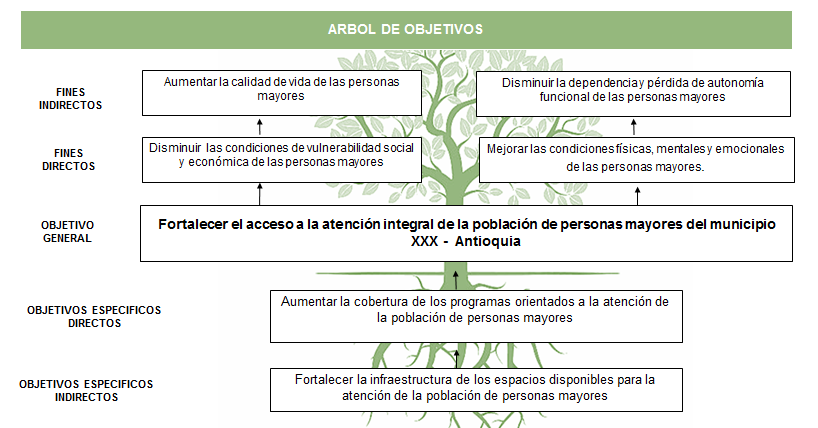 ARBOL DE OBJETIVOS
FINES
INDIRECTOS
Aumentar la calidad de vida de las personas
mayores
Disminuir la dependencia y pérdida de autonomía
funcional de las personas mayores
FINES
DIRECTOS
Disminuir las condiciones de vulnerabilidad social
y económica de las personas mayores
Mejorar las condiciones físicas, mentales y emocionales
de las personas mayores.
OBJETIVO
GENERAL
Fortalecer el acceso a la atención integral de la población de personas mayores del municipio
XXX - Antioquia
OBJETIVOS ESPECIFICOS
DIRECTOS
Aumentar la cobertura de los programas orientados a la atención de
la población de personas mayores
OBJETIVOS ESPECIFICOS
INDIRECTOS
Fortalecer la infraestructura de los espacios disponibles para la
atención de la población de personas mayores